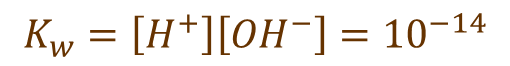 K_w = [H⁺][OH⁻] = 10⁻¹⁴